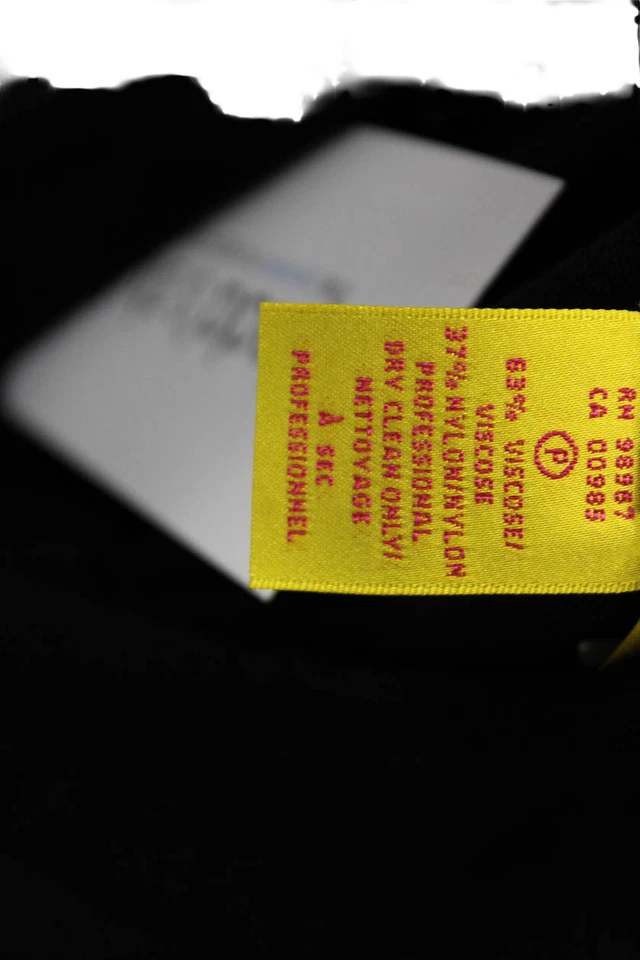 RN 98987
CA 00985
P
63% VISCOSE/
VISCOSE
37% NYLON/NYLON
PROFESSIONAL
DRY CLEAN ONLY/
NETTOYAGE
À SEC
PROFESSIONNEL